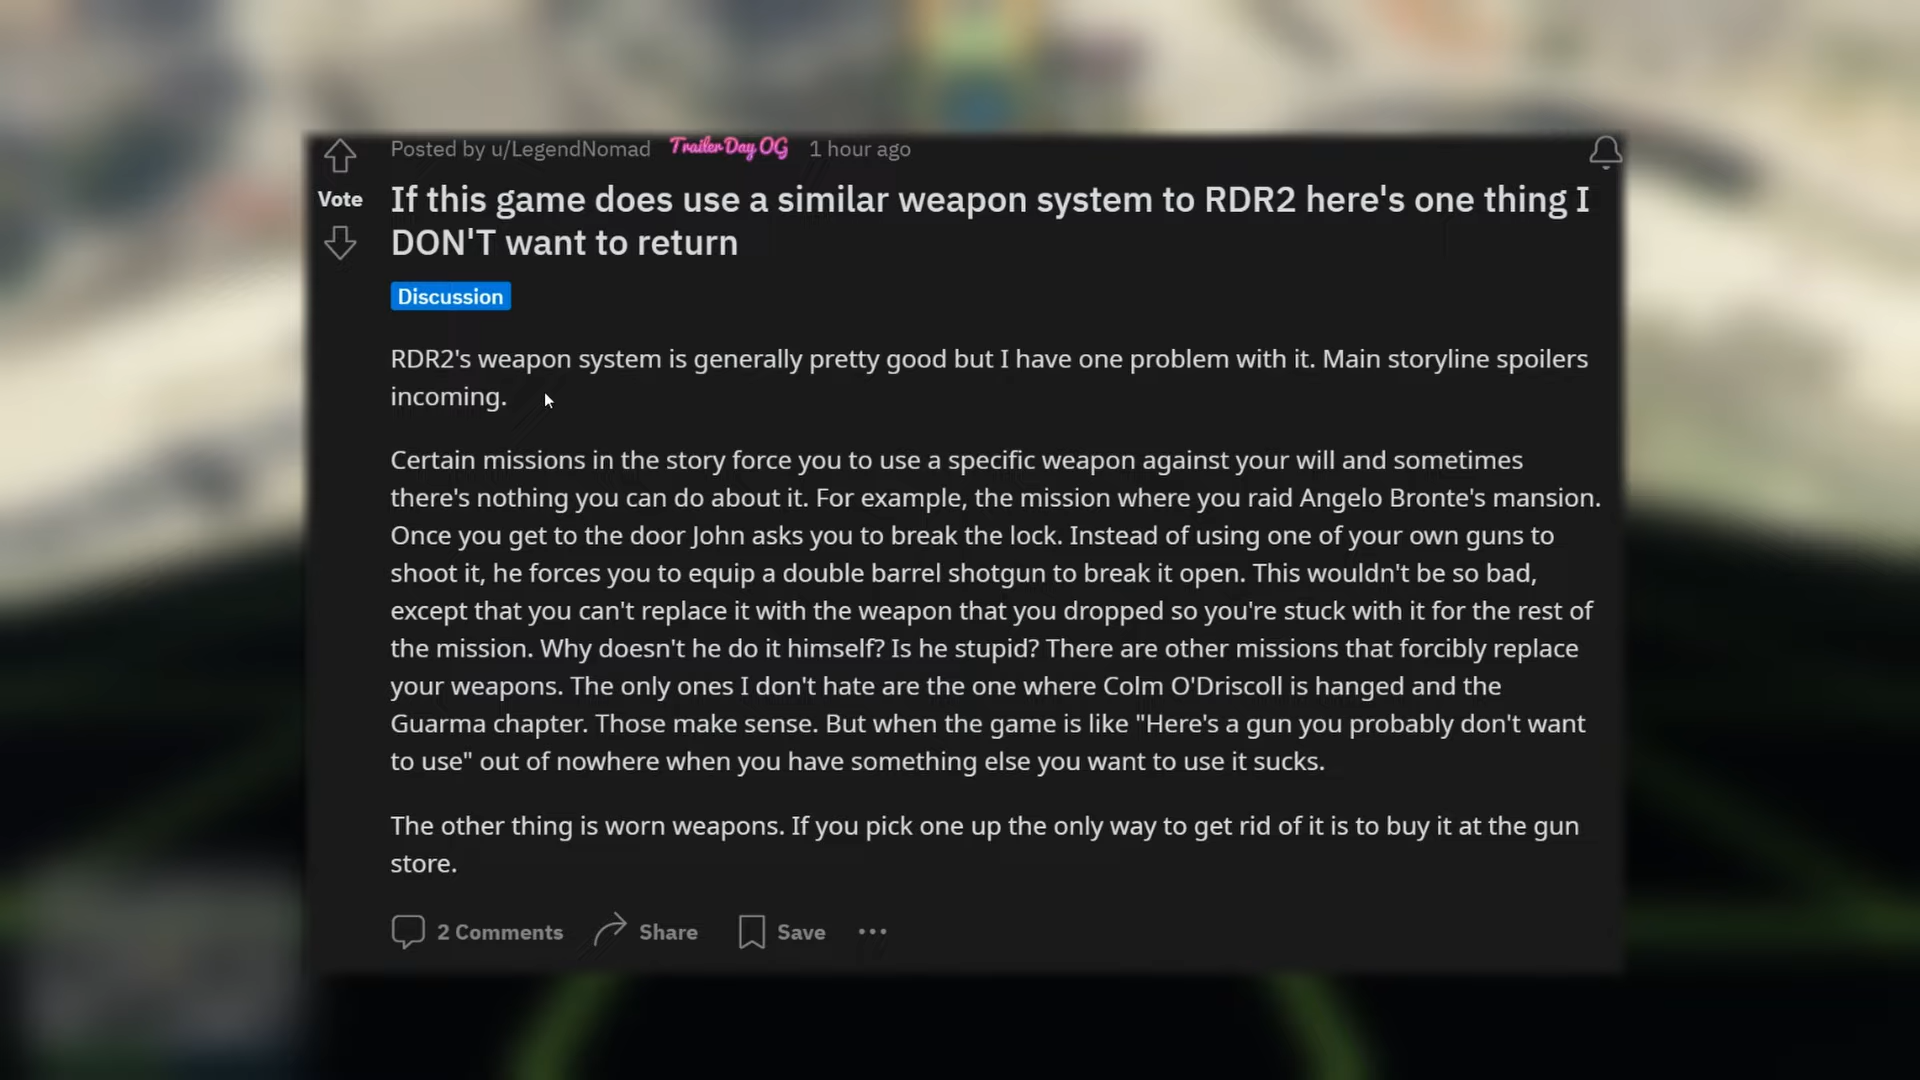 Posted by u/LegendNomad Trailer Day OG 1 hour ago
Vote
If this game does use a similar weapon system to RDR2 here's one thing I
DON'T want to return
Discussion
RDR2's weapon system is generally pretty good but I have one problem with it. Main storyline spoilers
incoming.
Certain missions in the story force you to use a specific weapon against your will and sometimes
there's nothing you can do about it. For example, the mission where you raid Angelo Bronte's mansion.
Once you get to the door John asks you to break the lock. Instead of using one of your own guns to
shoot it, he forces you to equip a double barrel shotgun to break it open. This wouldn't be so bad,
except that you can't replace it with the weapon that you dropped so you're stuck with it for the rest of
the mission. Why doesn't he do it himself? Is he stupid? There are other missions that forcibly replace
your weapons. The only ones I don't hate are the one where Colm O'Driscoll is hanged and the
Guarma chapter. Those make sense. But when the game is like "Here's a gun you probably don't want
to use" out of nowhere when you have something else you want to use it sucks.
The other thing is worn weapons. If you pick one up the only way to get rid of it is to buy it at the gun
store.
2 Comments Share Save